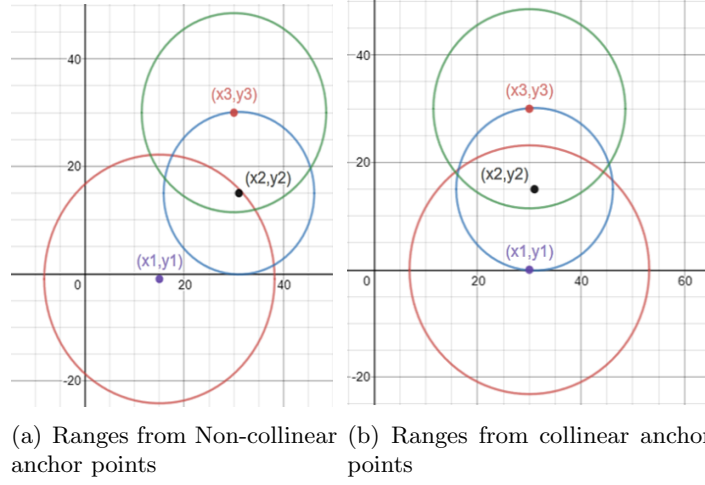 40
(x3,y3)
20
(x2,y2)
(x1,y1)
0
20
40
-20
(a) Ranges from Non-collinear
anchor points
40
(x3,y3)
20
(x2,y2)
(x1,y1)
0
20
40
60
-20
(b) Ranges from collinear anchor
points